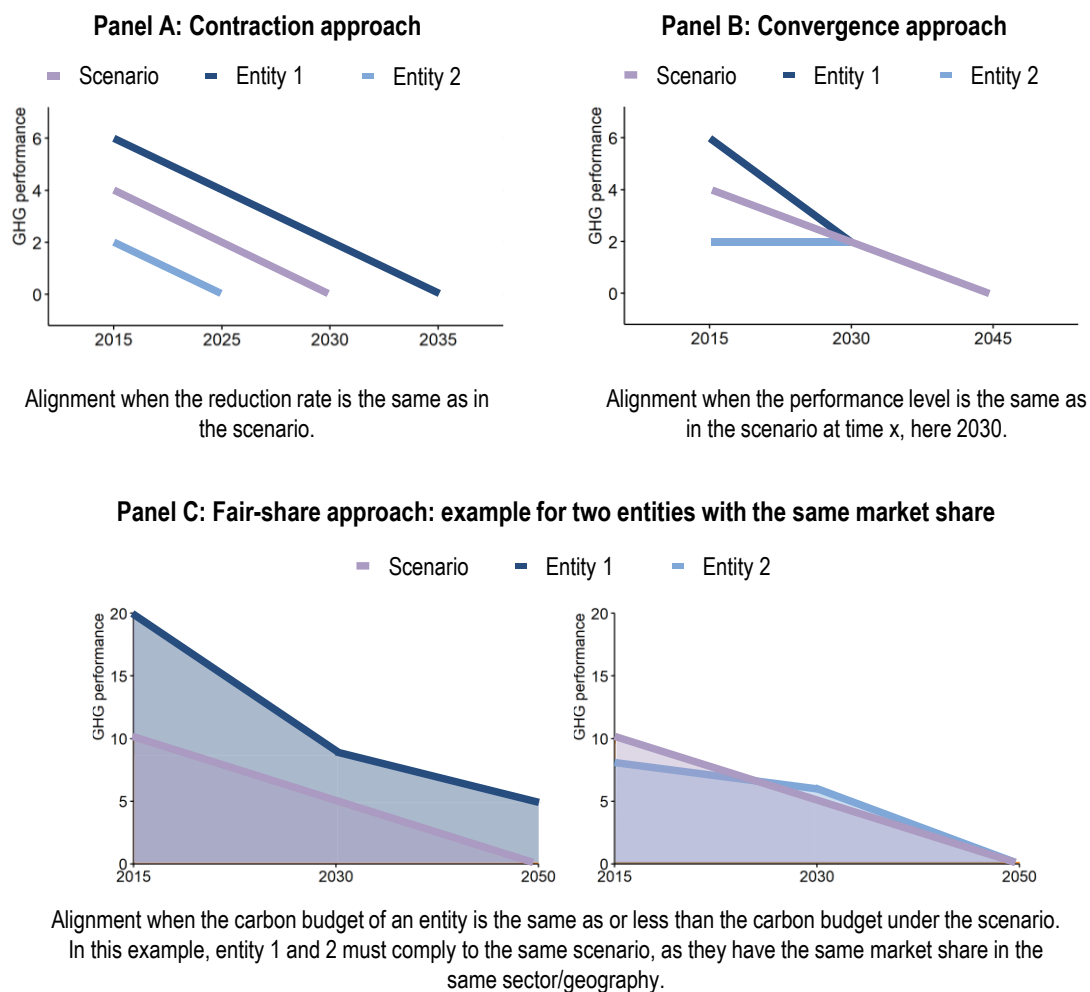 Panel A: Contraction approach
Scenario Entity 1 Entity 2
GHG performance
6
4
2
0
2015 2025 2030 2035
Alignment when the reduction rate is the same as in
the scenario.
Panel B: Convergence approach
Scenario Entity 1 Entity 2
GHG performance
6
4
2
0
2015 2030 2045
Alignment when the performance level is the same as
in the scenario at time x, here 2030.
Panel C: Fair-share approach: example for two entities with the same market share
Scenario Entity 1 Entity 2
GHG performance
20
15
10
5
0
2015 2030 2050
GHG performance
20
15
10
5
0
2015 2030 2050
Alignment when the carbon budget of an entity is the same as or less than the carbon budget under the scenario.
In this example, entity 1 and 2 must comply to the same scenario, as they have the same market share in the
same sector/geography.